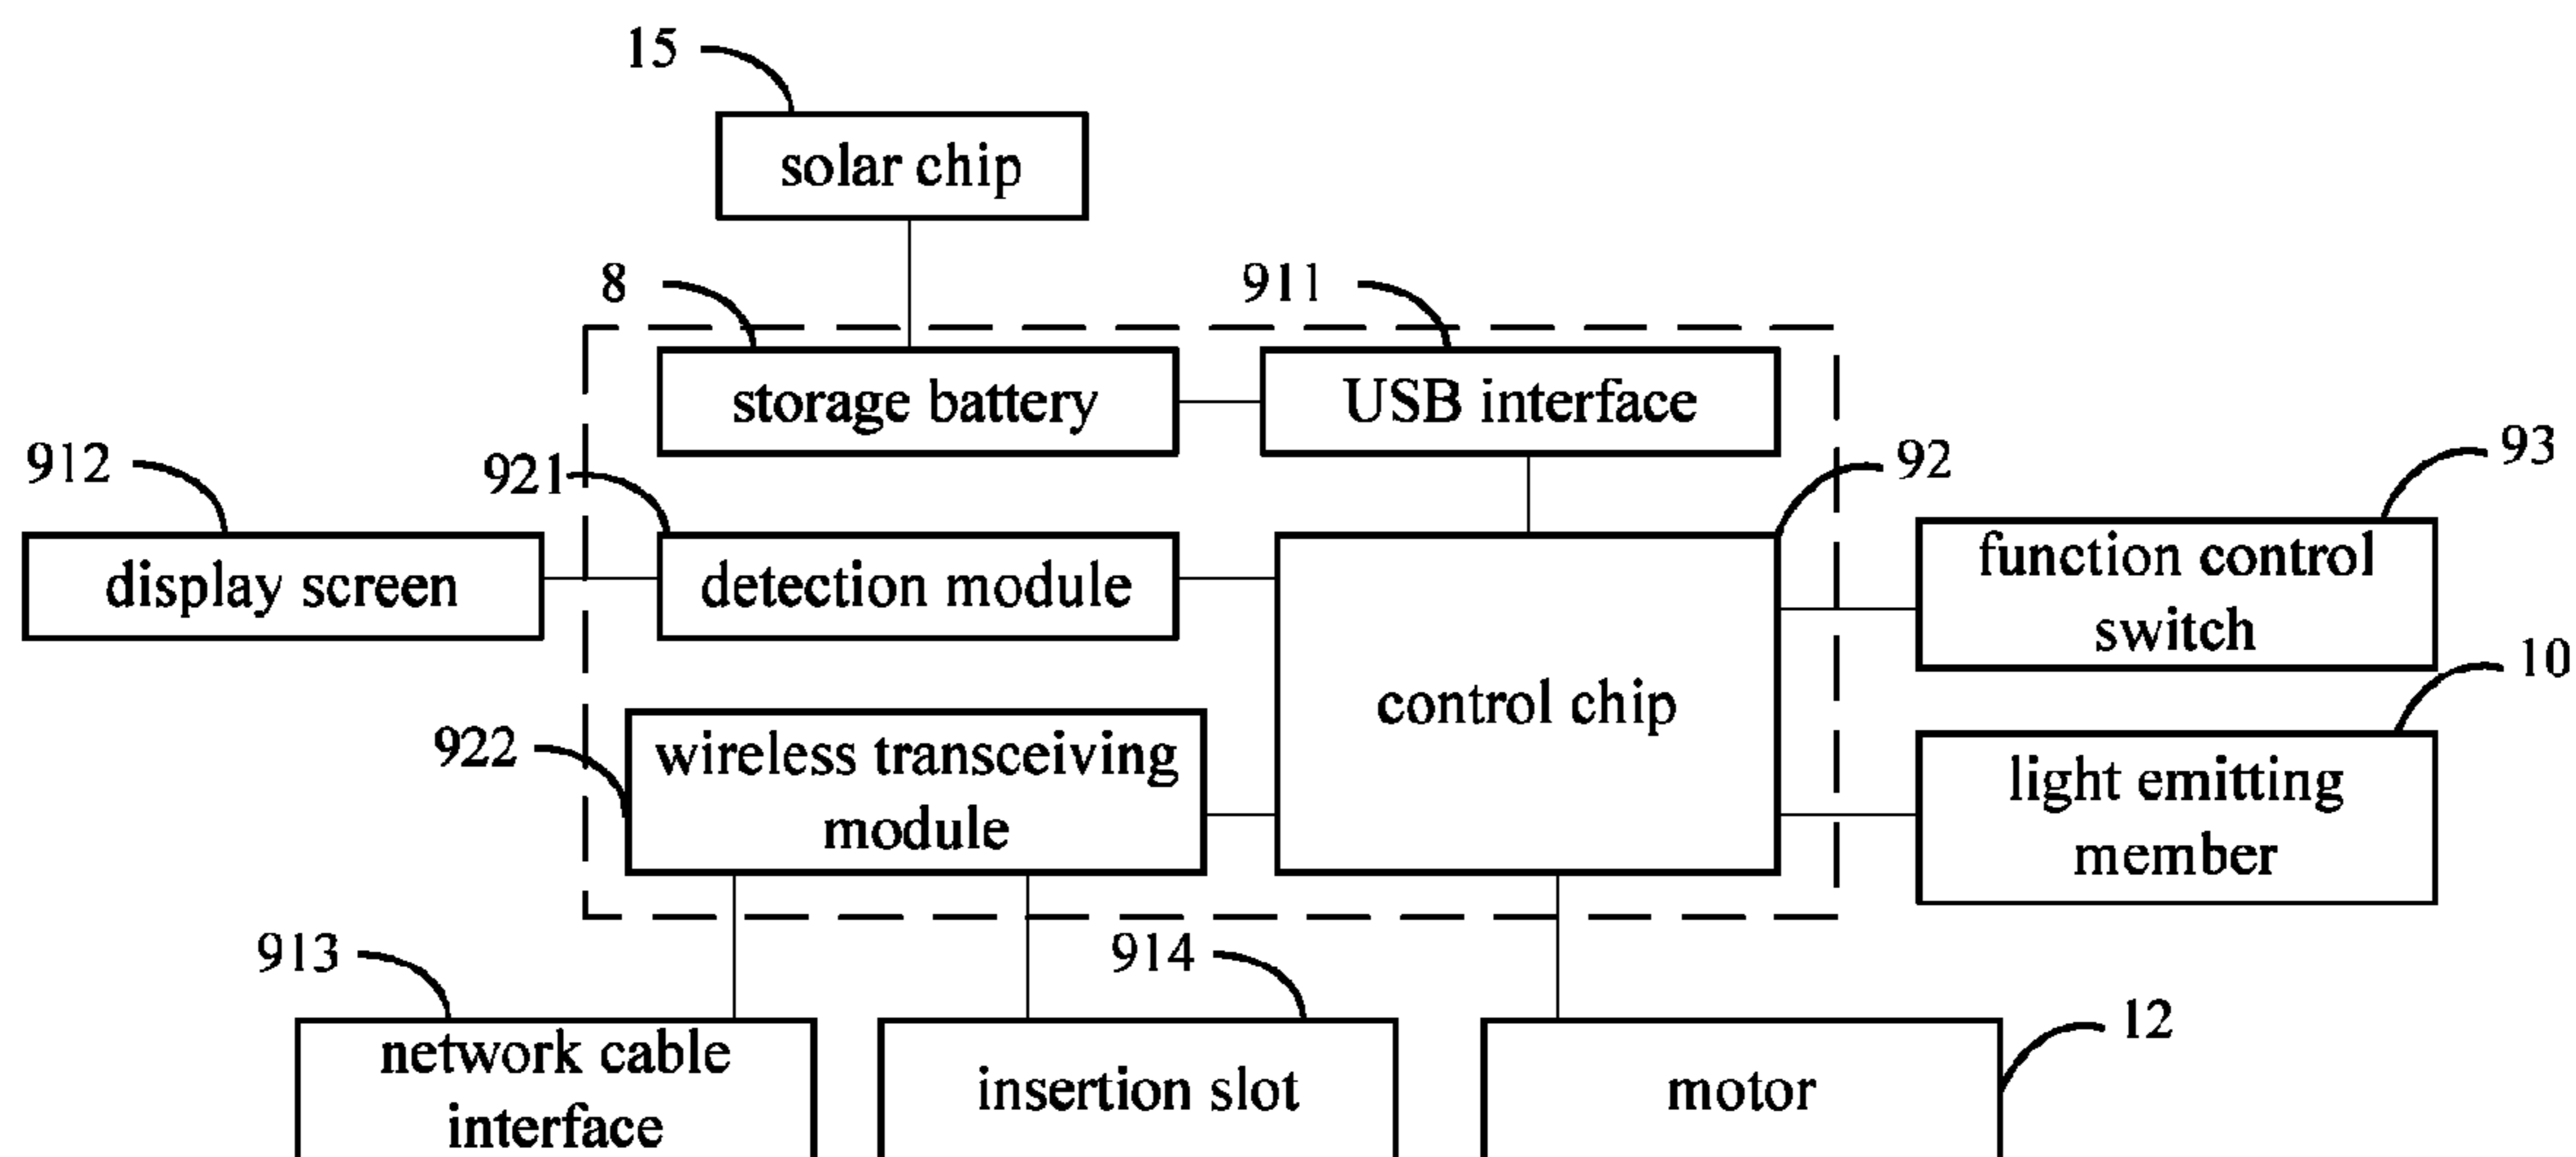 15
solar chip
8
911
storage battery
USB interface
912
921
92
93
display screen
detection module
function control
switch
control chip
10
922
wireless transceiving
module
light emitting
member
913
914
12
network cable
interface
insertion slot
motor